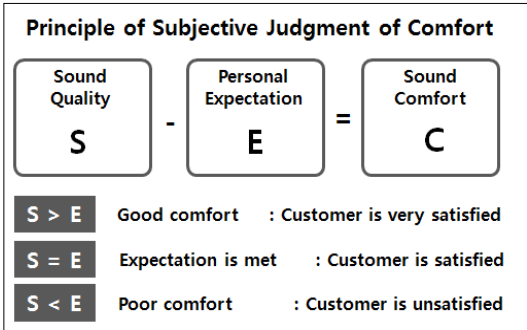 Principle of Subjective Judgment of Comfort
Sound Quality
S
-
Personal Expectation
E
=
Sound Comfort
C
S > E Good comfort : Customer is very satisfied
S = E Expectation is met : Customer is satisfied
S < E Poor comfort : Customer is unsatisfied